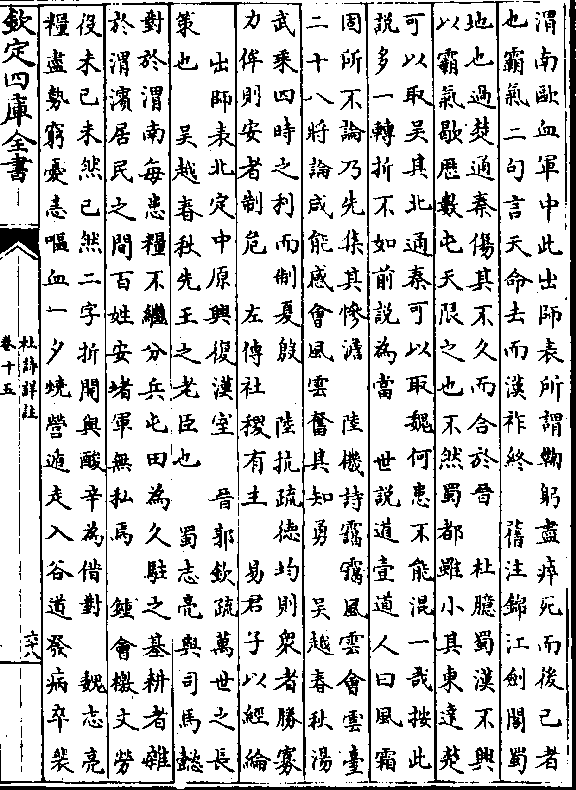 渭南歐血軍中此出師表所謂鞠躬盡瘁死而後已者
也霸氣二句言天命去而漢祚終 舊注錦江劍閣蜀
地也過楚通秦傷其不久而合於晉 杜臆蜀漢不興
以霸氣歇歴數屯天限之也不然蜀都雖小其東達荆
可以取吳其北通秦可以取魏何患不能混一哉按此
說多一轉折不如前説為當 世説道壹道人曰風霜
固所不論乃先集其慘澹 陸機詩靄靄風雲會雲臺
二十八將論咸能感會風雲奮其知勇 吳越春秋湯
武乘四時之利而制夏殷 陸抗疏德均則衆者勝寡
力侔則安者制危 左傳社稷有主 易君子以經綸
出師表北定中原興復漢室 晉郭欽疏萬世之長
策也 吳越春秋先王之老臣也 蜀志亮與司馬懿
對於渭南每患糧不繼分兵屯田為久駐之基耕者雜
於渭濱居民之間百姓安堵軍無私焉 鍾會檄文勞
役未已未然已然二字折開與酸辛為借對 魏志亮
糧盡勢窮憂恚嘔血一夕燒營遁走入谷道發病卒裴
欽定四庫全書
杜詩詳註
卷十五
六十八